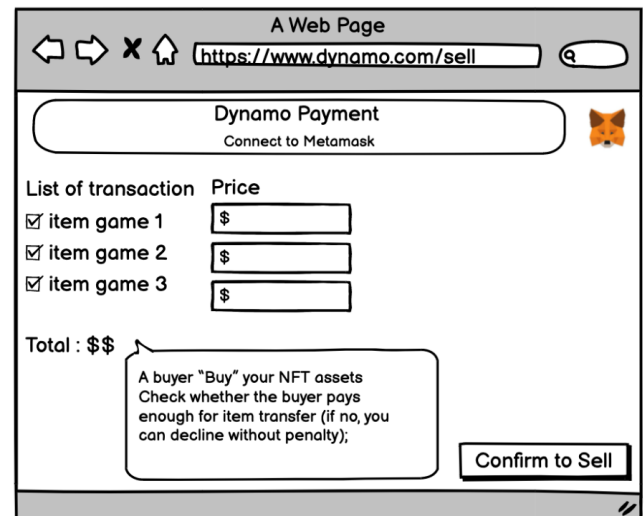 A Web Page
https://www.dynamo.com/sell
Dynamo Payment
Connect to Metamask
List of transaction Price
item game 1 $
item game 2 $
item game 3 $
Total : $$
A buyer “Buy” your NFT assets
Check whether the buyer pays
enough for item transfer (if no, you
can decline without penalty);
Confirm to Sell